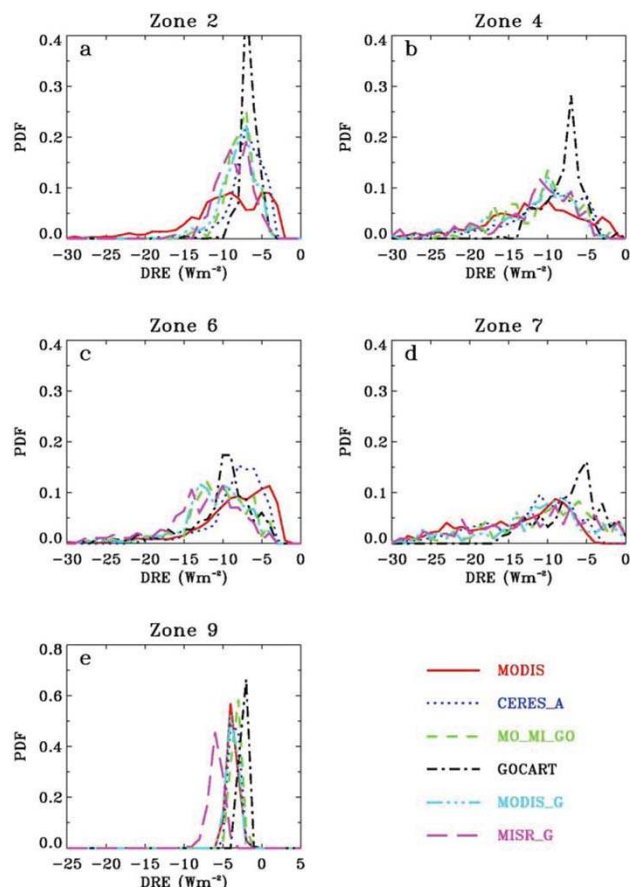 Zone 2
a
PDF
0.4
0.3
0.2
0.1
0.0
-30 -25 -20 -15 -10 -5 0
DRE (Wm-2)
Zone 4
b
PDF
0.4
0.3
0.2
0.1
0.0
-30 -25 -20 -15 -10 -5 0
DRE (Wm-2)
Zone 6
c
PDF
0.4
0.3
0.2
0.1
0.0
-30 -25 -20 -15 -10 -5 0
DRE (Wm-2)
Zone 7
d
PDF
0.4
0.3
0.2
0.1
0.0
-30 -25 -20 -15 -10 -5 0
DRE (Wm-2)
Zone 9
e
PDF
0.8
0.6
0.4
0.2
0.0
-25 -20 -15 -10 -5 0 5
DRE (Wm-2)
MODIS
CERES_A
MO_MI_GO
GOCART
MODIS_G
MISR_G